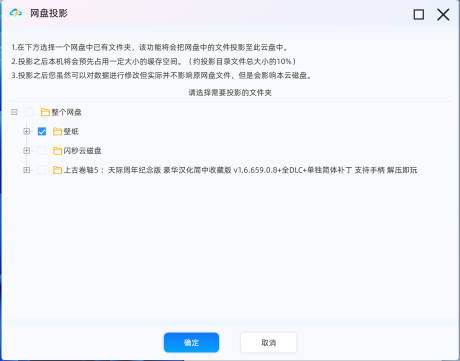 网盘投影
1.在下方选择一个网盘中已有文件夹，该功能将会把网盘中的文件投影至此云盘中。
2.投影之后本机将会预先占用一定大小的缓存空间。（约投影目录文件总大小的10%）
3.投影之后您虽然可以对数据进行修改但实际并不影响原网盘文件，但是会影响本云磁盘。
请选择需要投影的文件夹
整个网盘
壁纸
闪秒云磁盘
上古卷轴5 ：天际周年纪念版 豪华汉化简中收藏版 v1.6.659.0.8+全DLC+单独简体补丁 支持手柄 解压即玩
确定
取消